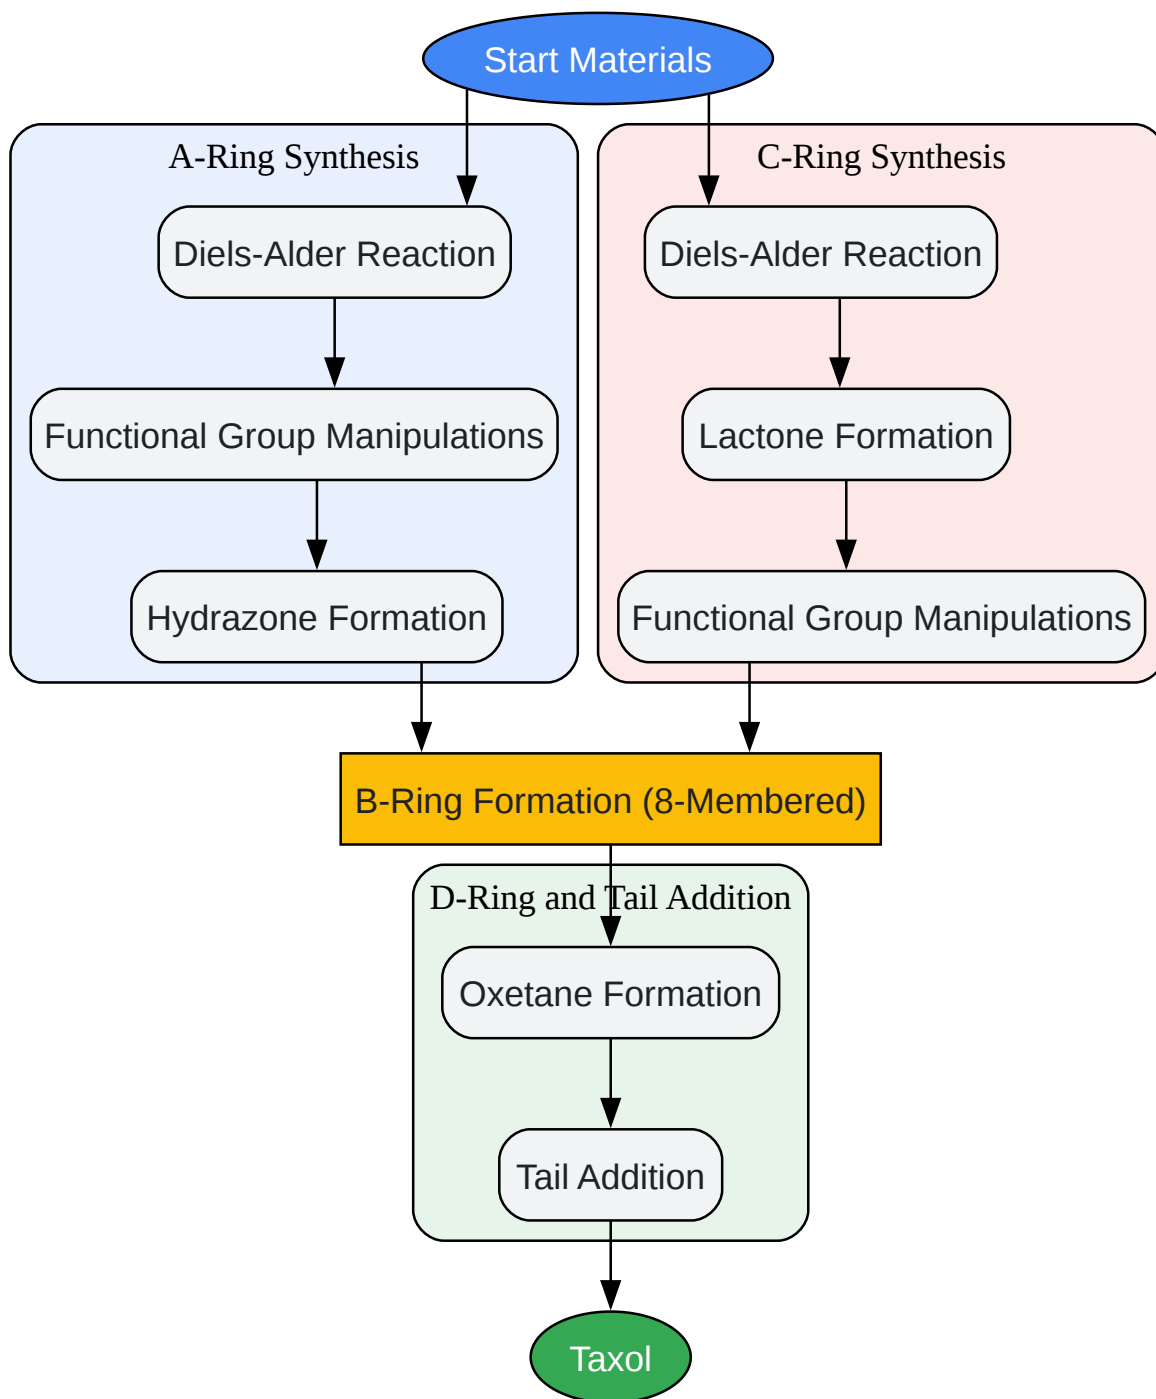 Start Materials
A-Ring Synthesis
Diels-Alder Reaction
Functional Group Manipulations
Hydrazone Formation
C-Ring Synthesis
Diels-Alder Reaction
Lactone Formation
Functional Group Manipulations
B-Ring Formation (8-Membered)
D-Ring and Tail Addition
Oxetane Formation
Tail Addition
Taxol